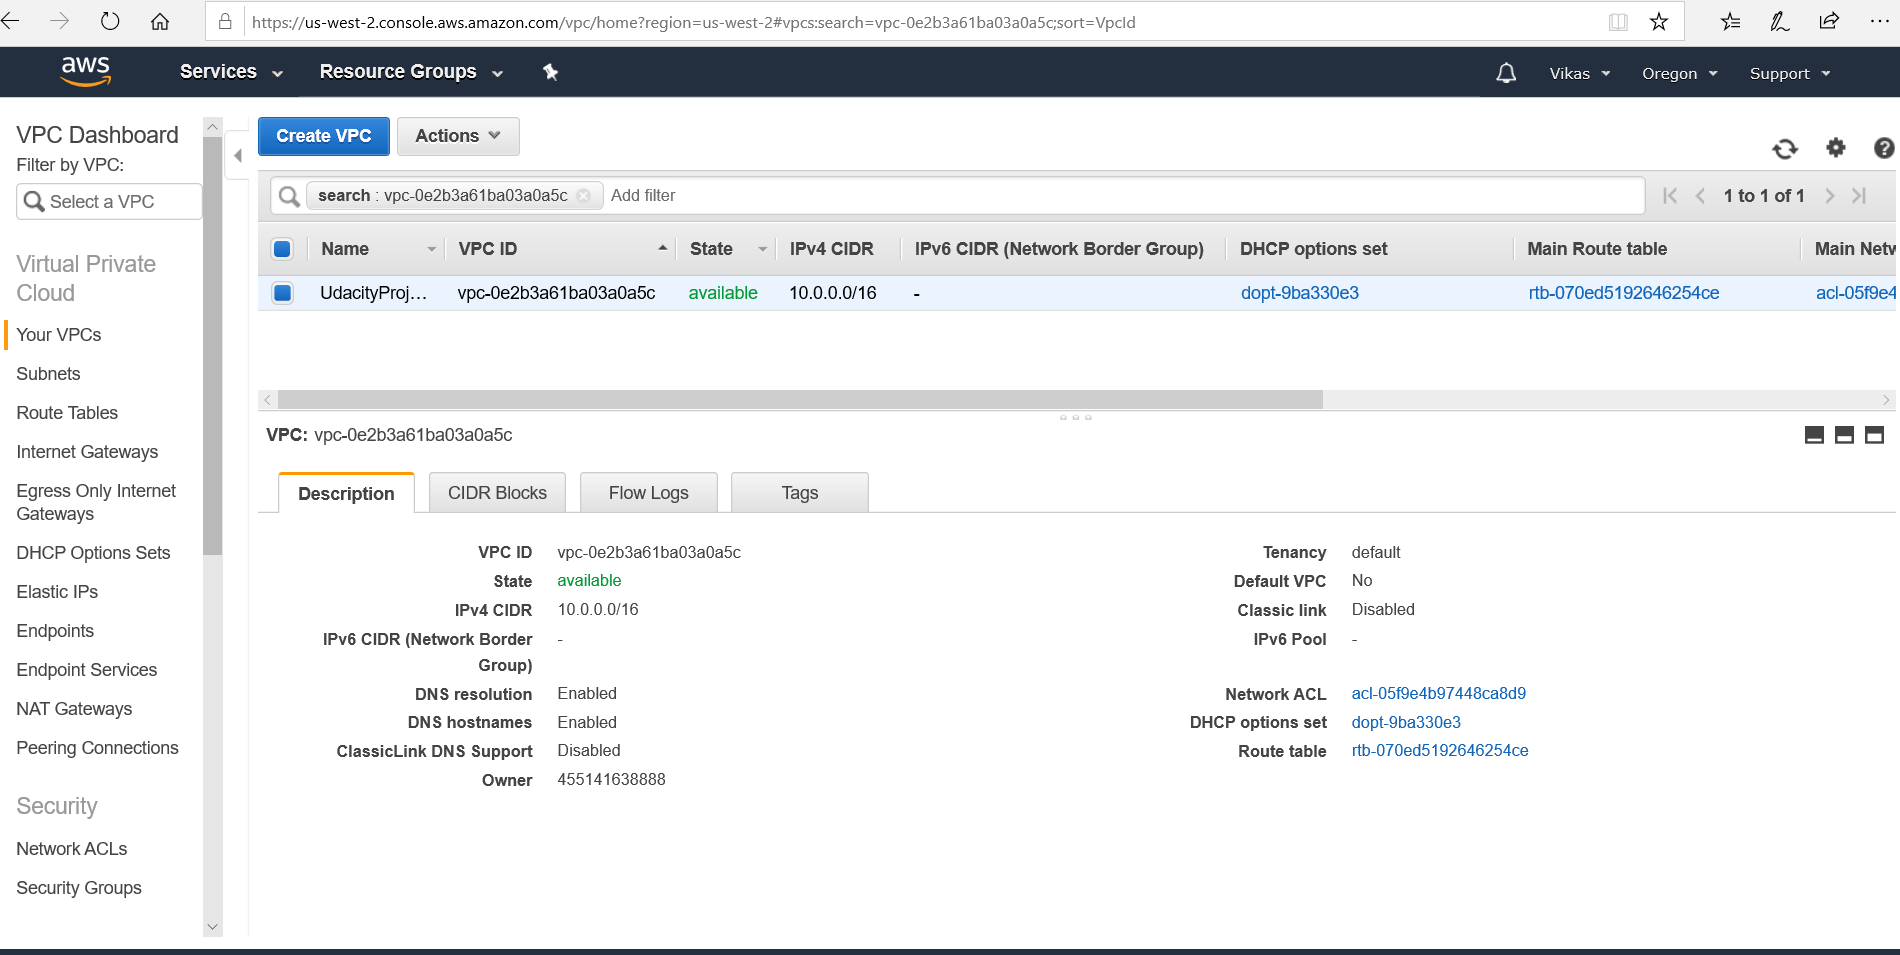 https://us-west-2.console.aws.amazon.com/vpc/home?region=us-west-2#vpcs:search=vpc-0e2b3a61ba03a0a5c;sort=VpcId
aws Services Resource Groups Vikas Oregon Support
VPC Dashboard
Filter by VPC:
Select a VPC
Virtual Private
Cloud
Your VPCs
Subnets
Route Tables
Internet Gateways
Egress Only Internet
Gateways
DHCP Options Sets
Elastic IPs
Endpoints
Endpoint Services
NAT Gateways
Peering Connections
Security
Network ACLs
Security Groups
Create VPC Actions
search : vpc-0e2b3a61ba03a0a5c Add filter 1 to 1 of 1
Name VPC ID State IPv4 CIDR IPv6 CIDR (Network Border Group) DHCP options set Main Route table Main Netw
UdacityProj... vpc-0e2b3a61ba03a0a5c available 10.0.0.0/16 - dopt-9ba330e3 rtb-070ed5192646254ce acl-05f9e4
VPC: vpc-0e2b3a61ba03a0a5c
Description CIDR Blocks Flow Logs Tags
VPC ID vpc-0e2b3a61ba03a0a5c
State available
IPv4 CIDR 10.0.0.0/16
IPv6 CIDR (Network Border -
Group)
DNS resolution Enabled
DNS hostnames Enabled
ClassicLink DNS Support Disabled
Owner 455141638888
Tenancy default
Default VPC No
Classic link Disabled
IPv6 Pool -
Network ACL acl-05f9e4b97448ca8d9
DHCP options set dopt-9ba330e3
Route table rtb-070ed5192646254ce